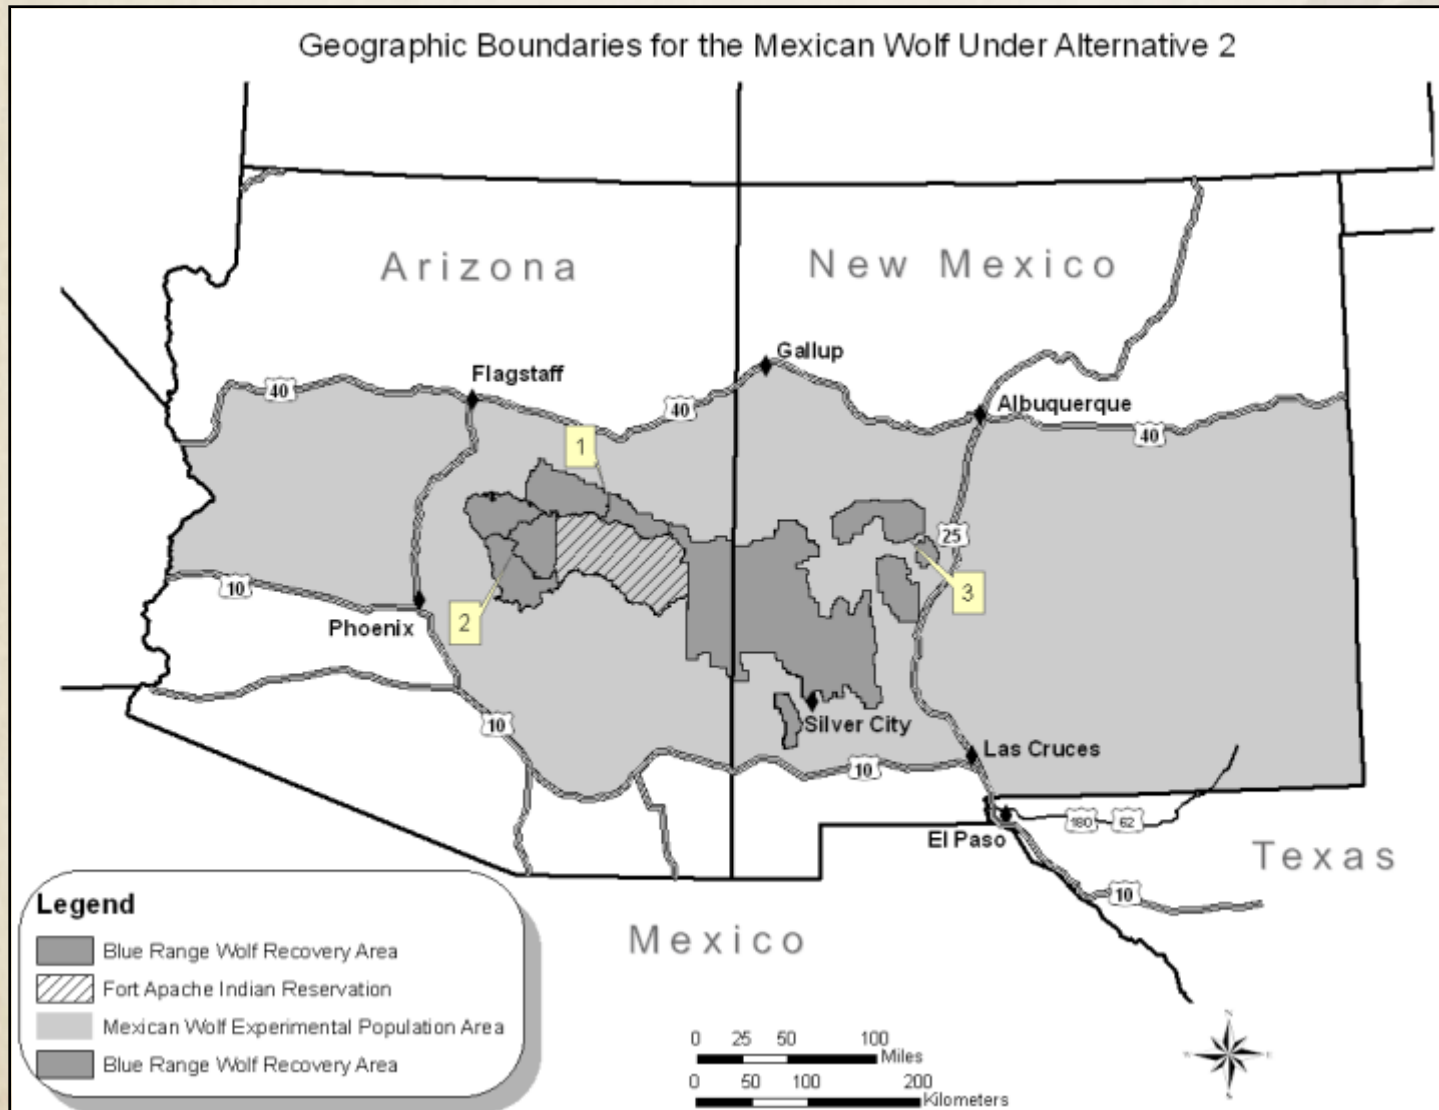 Geographic Boundaries for the Mexican Wolf Under Alternative 2
Arizona
New Mexico
Gallup
Flagstaff
40
40
Albuquerque
40
1
25
10
2
3
Phoenix
10
Silver City
Las Cruces
10
El Paso
180
62
Texas
10
Mexico
Legend
Blue Range Wolf Recovery Area
Fort Apache Indian Reservation
Mexican Wolf Experimental Population Area
Blue Range Wolf Recovery Area
0 25 50 100
Miles
0 50 100 200
Kilometers
N
W E
S